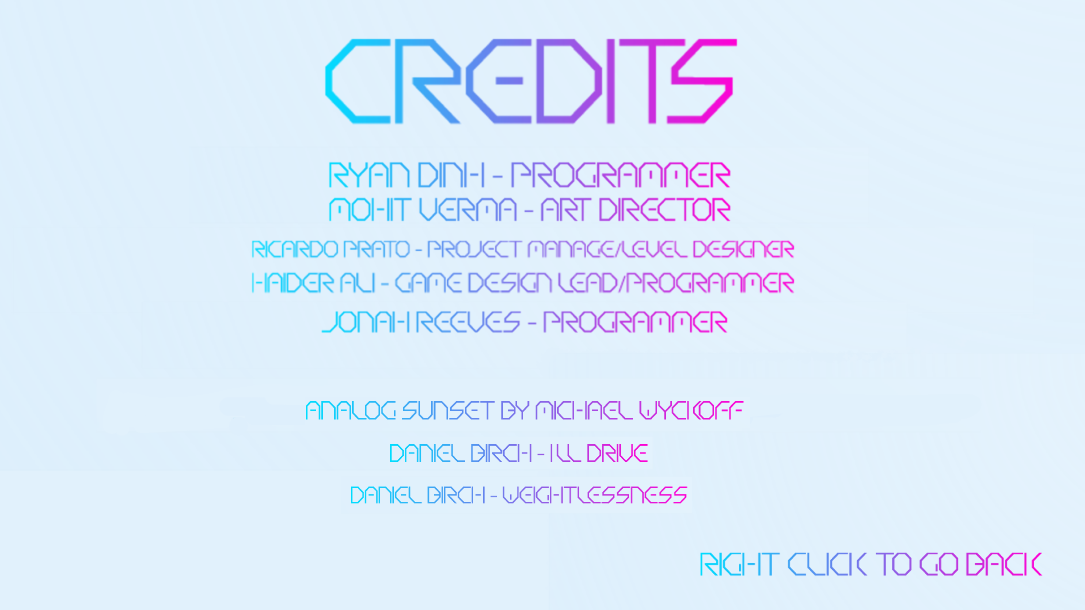 CREDITS
RYAN DINH - PROGRAMMER
MOHIT VERMA - ART DIRECTOR
RICARDO PRATO - PROJECT MANAGE/LEVEL DESIGNER
HAIDER ALI - GAME DESIGN LEAD/PROGRAMMER
JONAH REEVES - PROGRAMMER
ANALOG SUNSET BY MICHAEL WYCKOFF
DANIEL BIRCH - ILL DRIVE
DANIEL BIRCH - WEIGHTLESSNESS
RIGHT CLICK TO GO BACK